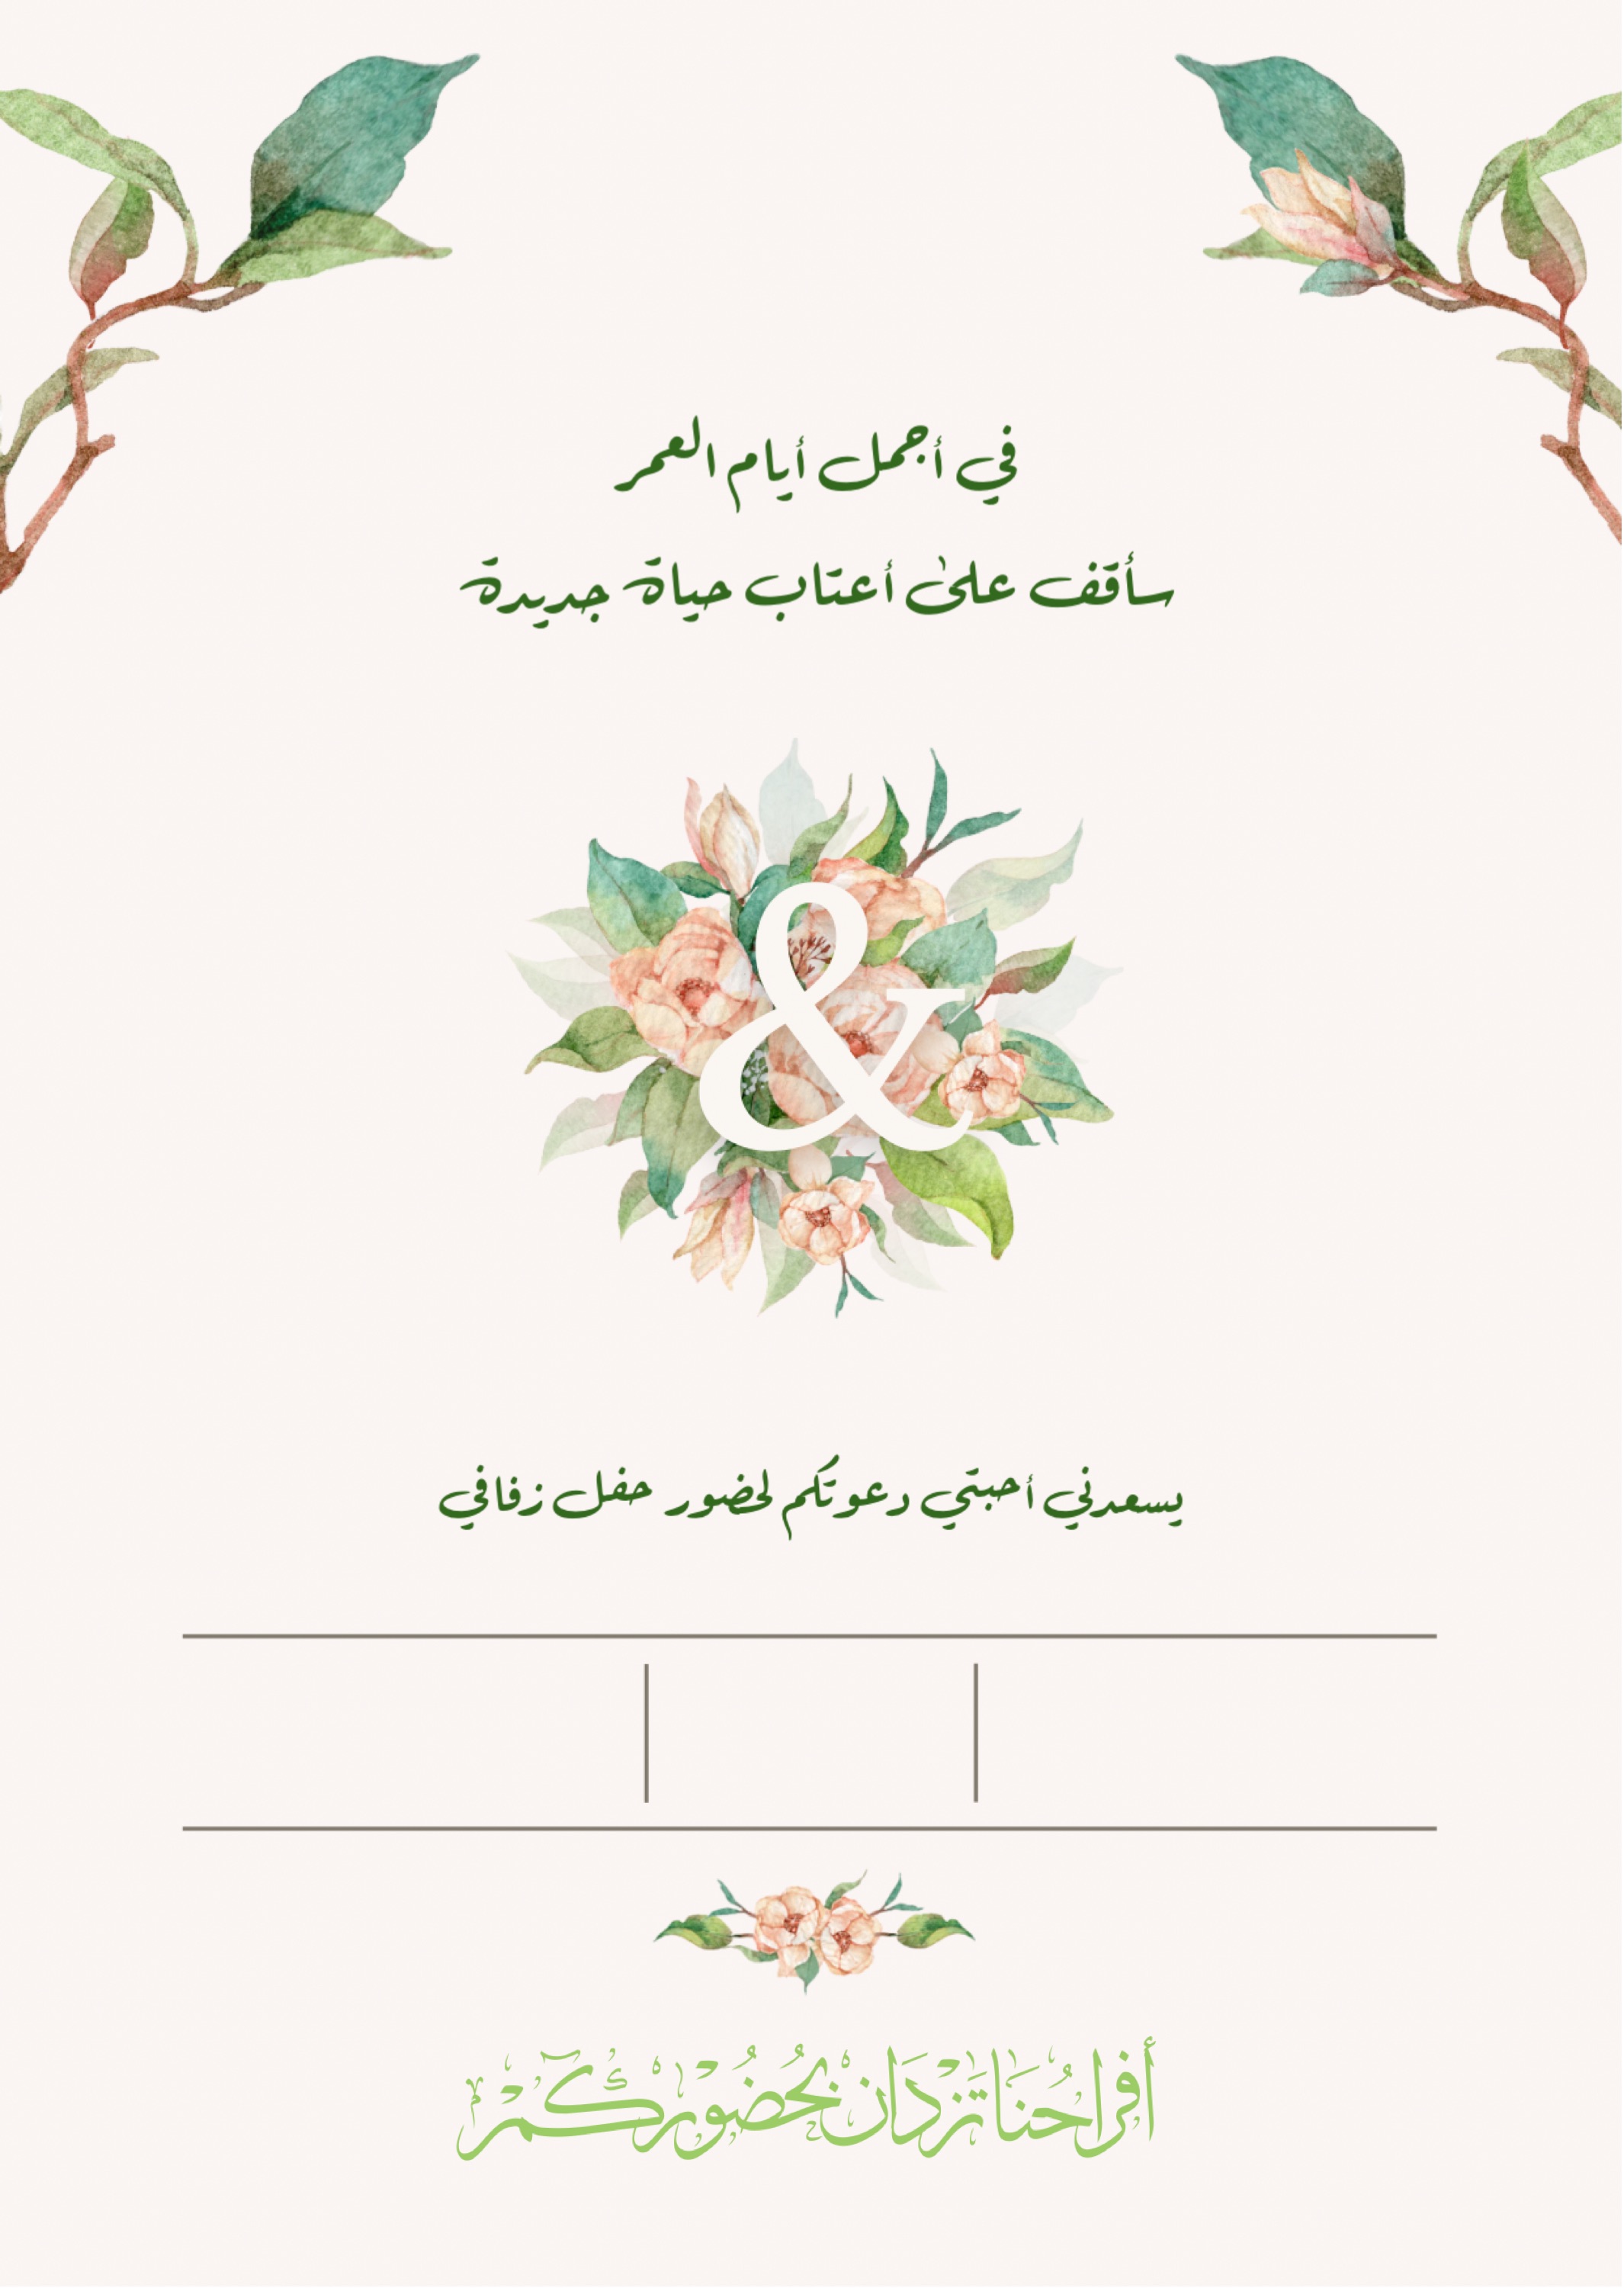 في أجمل أيام العمر
سأقف على أعتاب حياة جديدة
&
يسعدني أحبتي دعوتكم لحضور حفل زفافي
أفراحنا تزدان بحضوركم